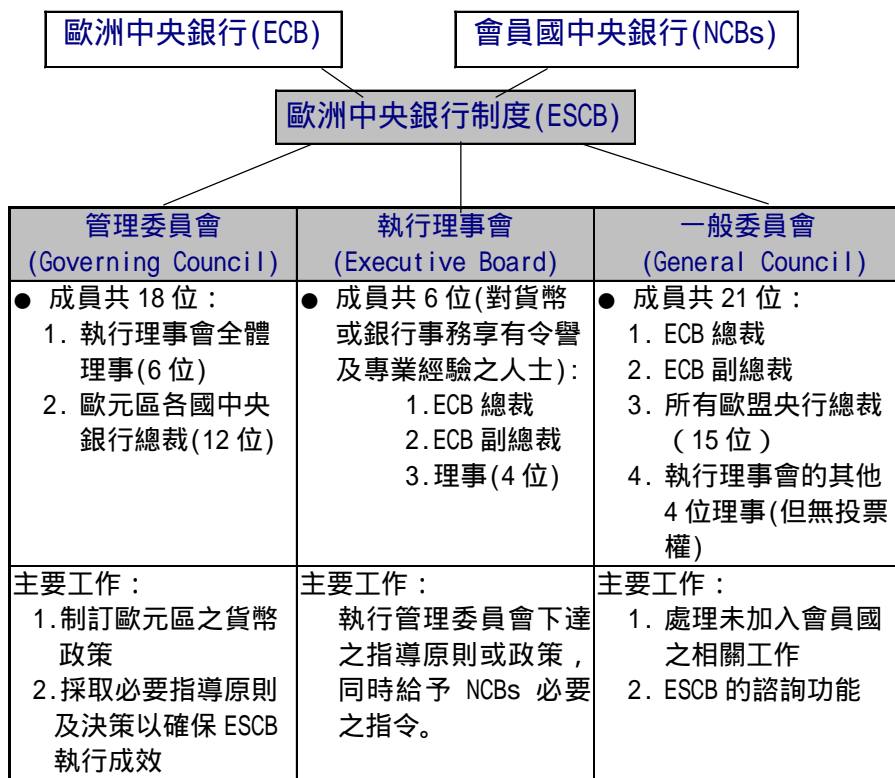 歐洲中央銀行(ECB)
會員國中央銀行(NCBs)
歐洲中央銀行制度(ESCB)
管理委員會
(Governing Council)
● 成員共 18 位：
1. 執行理事會全體
理事(6 位)
2. 歐元區各國中央
銀行總裁(12 位)
主要工作：
1.制訂歐元區之貨幣
政策
2.採取必要指導原則
及決策以確保 ESCB
執行成效
執行理事會
(Executive Board)
● 成員共 6 位(對貨幣
或銀行事務享有令譽
及專業經驗之人士)：
1.ECB 總裁
2.ECB 副總裁
3.理事(4 位)
主要工作：
執行管理委員會下達
之指導原則或政策，
同時給予 NCBs 必要
之指令。
一般委員會
(General Council)
● 成員共 21 位：
1. ECB 總裁
2. ECB 副總裁
3. 所有歐盟央行總裁
（15 位）
4. 執行理事會的其他
4 位理事(但無投票
權)
主要工作：
1. 處理未加入會員國
之相關工作
2. ESCB 的諮詢功能